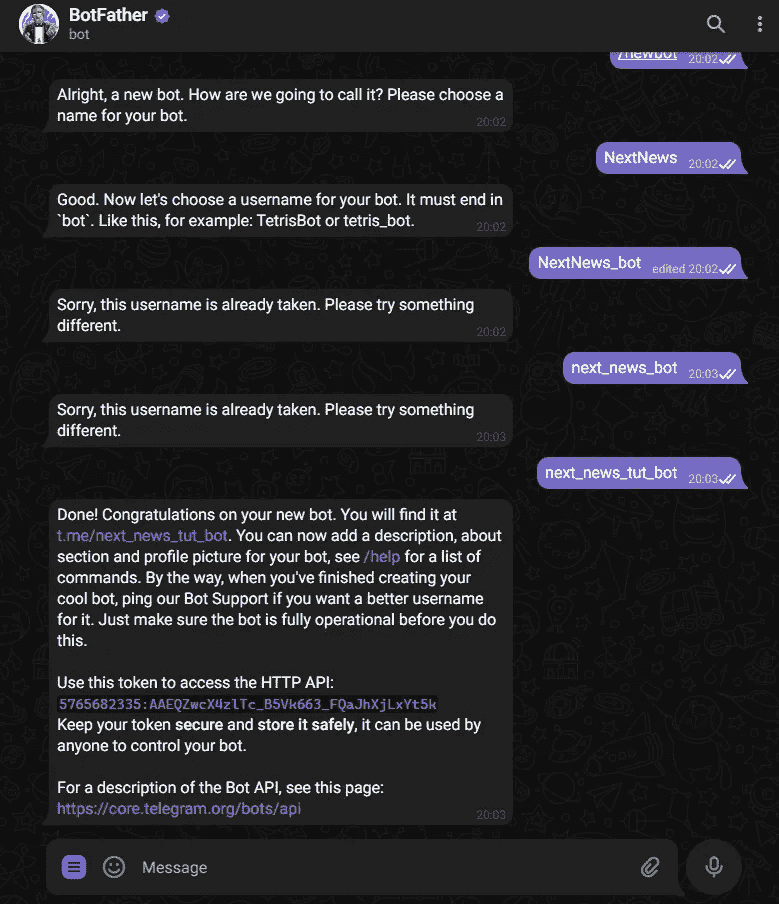 BotFather
bot
/newbot 20:02
Alright, a new bot. How are we going to call it? Please choose a
name for your bot.
20:02
NextNews 20:02
Good. Now let's choose a username for your bot. It must end in
`bot`. Like this, for example: TetrisBot or tetris_bot.
20:02
NextNews_bot edited 20:02
Sorry, this username is already taken. Please try something
different.
20:02
next_news_bot 20:03
Sorry, this username is already taken. Please try something
different.
20:03
next_news_tut_bot 20:03
Done! Congratulations on your new bot. You will find it at
t.me/next_news_tut_bot. You can now add a description, about
section and profile picture for your bot, see /help for a list of
commands. By the way, when you've finished creating your
cool bot, ping our Bot Support if you want a better username
for it. Just make sure the bot is fully operational before you do
this.
Use this token to access the HTTP API:
5765682335:AAEQZwcX4zlTc_B5Vk663_FQaJhXjLxYt5k
Keep your token secure and store it safely, it can be used by
anyone to control your bot.
For a description of the Bot API, see this page:
https://core.telegram.org/bots/api
20:03
Message